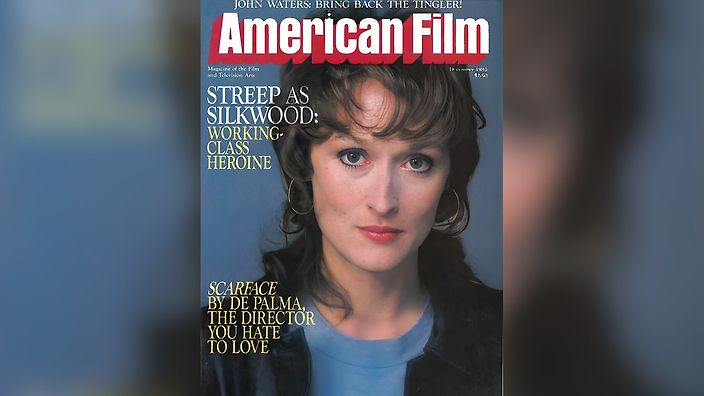 JOHN WATERS: BRING BACK THE TINGLER!
American Film
Magazine of the Film
and Television Arts
1983
STREEP AS
SILKWOOD:
WORKING-
CLASS
HEROINE
SCARFACE
BY DE PALMA,
THE DIRECTOR
YOU HATE
TO LOVE